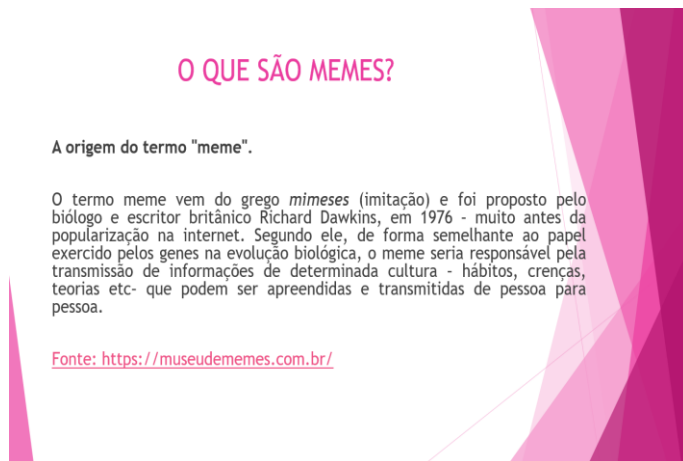 O QUE SÃO MEMES?
A origem do termo "meme".
O termo meme vem do grego mimeses (imitação) e foi proposto pelo
biólogo e escritor britânico Richard Dawkins, em 1976 - muito antes da
popularização na internet. Segundo ele, de forma semelhante ao papel
exercido pelos genes na evolução biológica, o meme seria responsável pela
transmissão de informações de determinada cultura - hábitos, crenças,
teorias etc- que podem ser apreendidas e transmitidas de pessoa para
pessoa.
Fonte: https://museudememes.com.br/